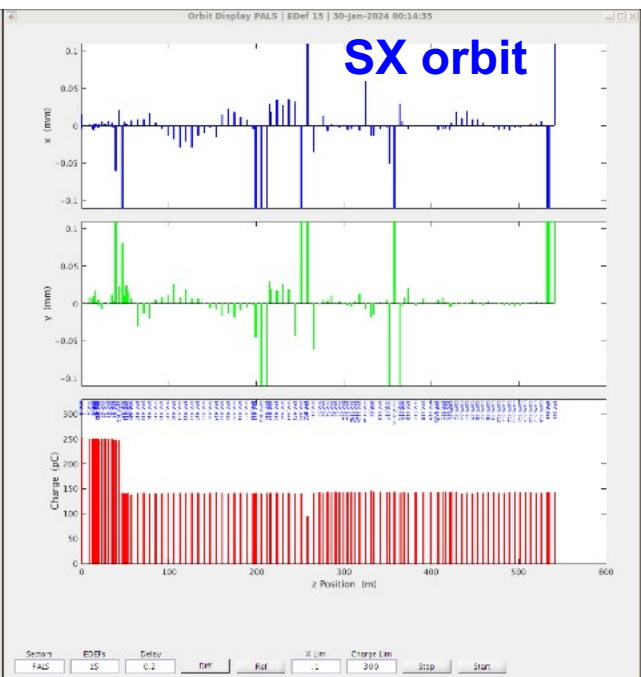 Orbit Display PALS | EDef 15 | 30-Jan-2024 00:14:35
SX orbit
0.1
0.05
0
-0.05
-0.1
x (mm)
0.1
0.05
0
-0.05
-0.1
y (mm)
300
250
200
150
100
50
0
Charge (pC)
0 100 200 300 400 500 600
z Position (m)
Sectors EDEFs Delay X Lim Charge Lim
PALS 15 0.2 Diff Ref .1 300 Stop Start